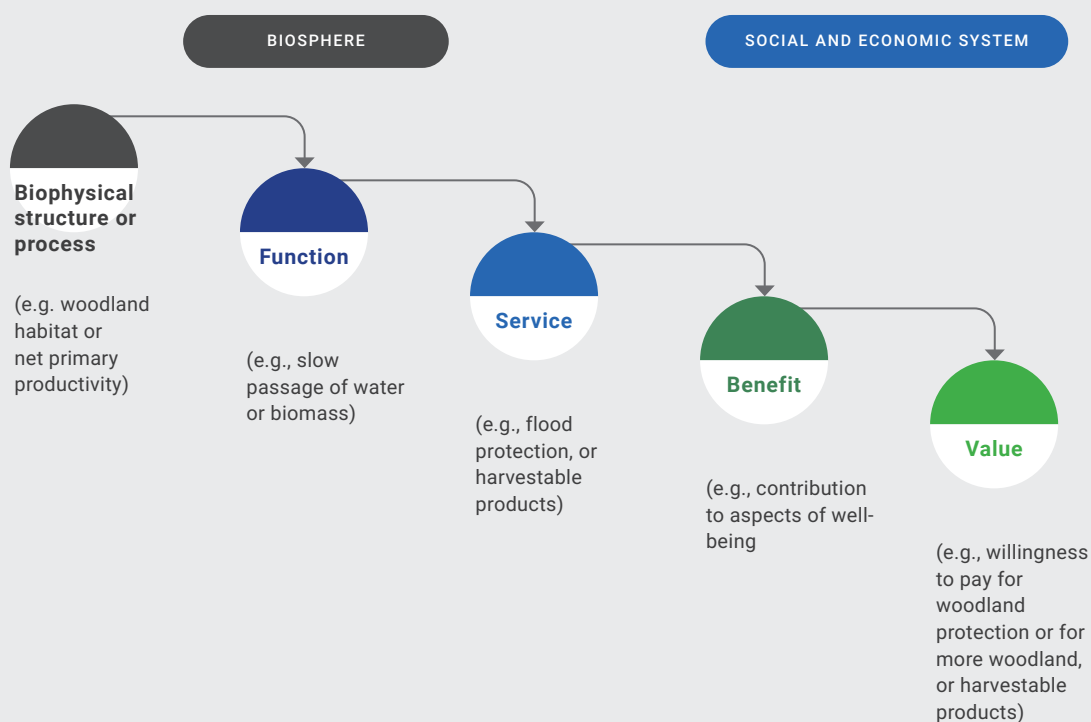 BIOSPHERE
SOCIAL AND ECONOMIC SYSTEM
Biophysical
structure or
process
(e.g. woodland
habitat or
net primary
productivity)
Function
(e.g., slow
passage of water
or biomass)
Service
(e.g., flood
protection, or
harvestable
products)
Benefit
(e.g., contribution
to aspects of well-
being
Value
(e.g., willingness
to pay for
woodland
protection or for
more woodland,
or harvestable
products)